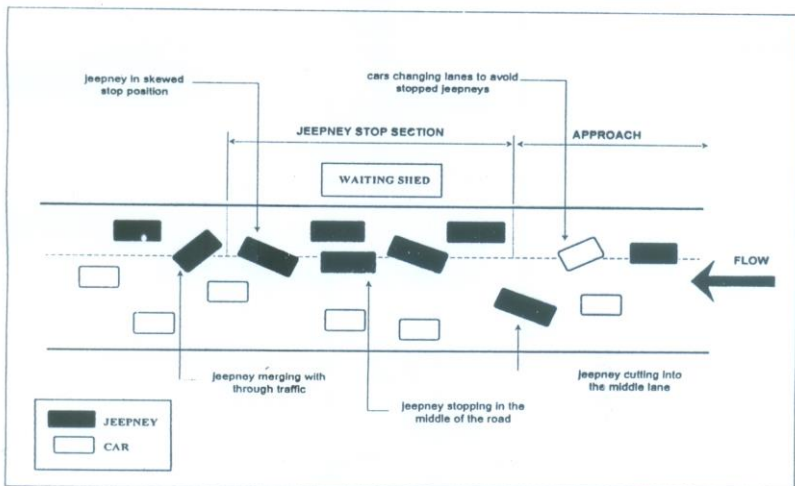 jeepney in skewed
stop position
cars changing lanes to avoid
stopped jeepneys
JEEPNEY STOP SECTION
APPROACH
WAITING SHED
FLOW
jeepney merging with
through traffic
jeepney stopping in the
middle of the road
jeepney cutting into
the middle lane
JEEPNEY
CAR